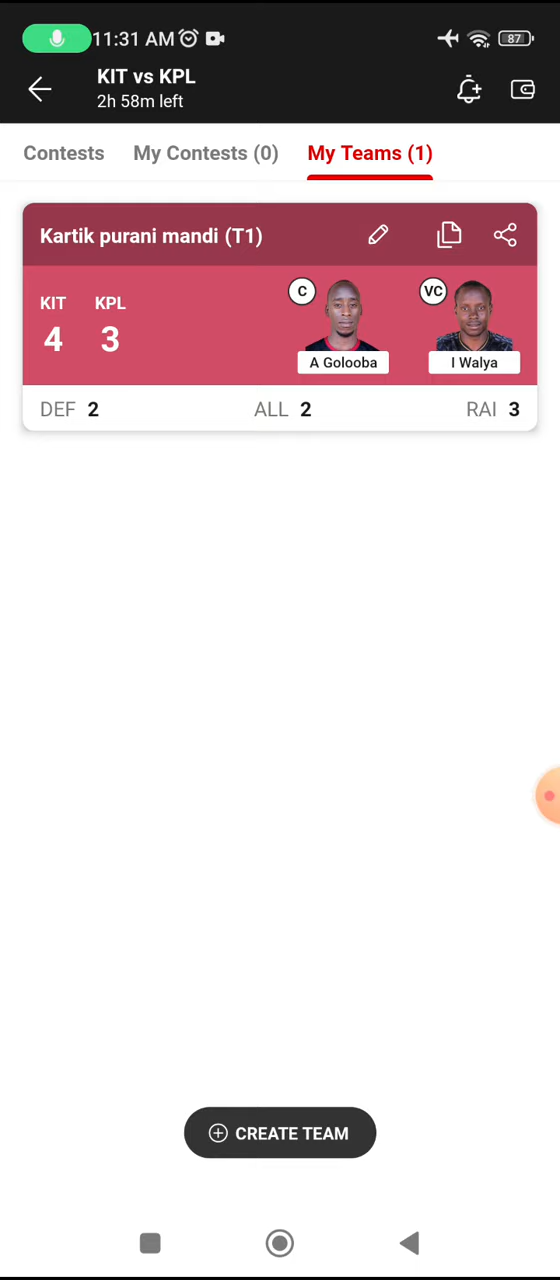 11:31 AM
87
KIT vs KPL
2h 58m left
Contests My Contests (0) My Teams (1)
Kartik purani mandi (T1)
C VC
KIT KPL
4 3
A Golooba I Walya
DEF 2 ALL 2 RAI 3
CREATE TEAM